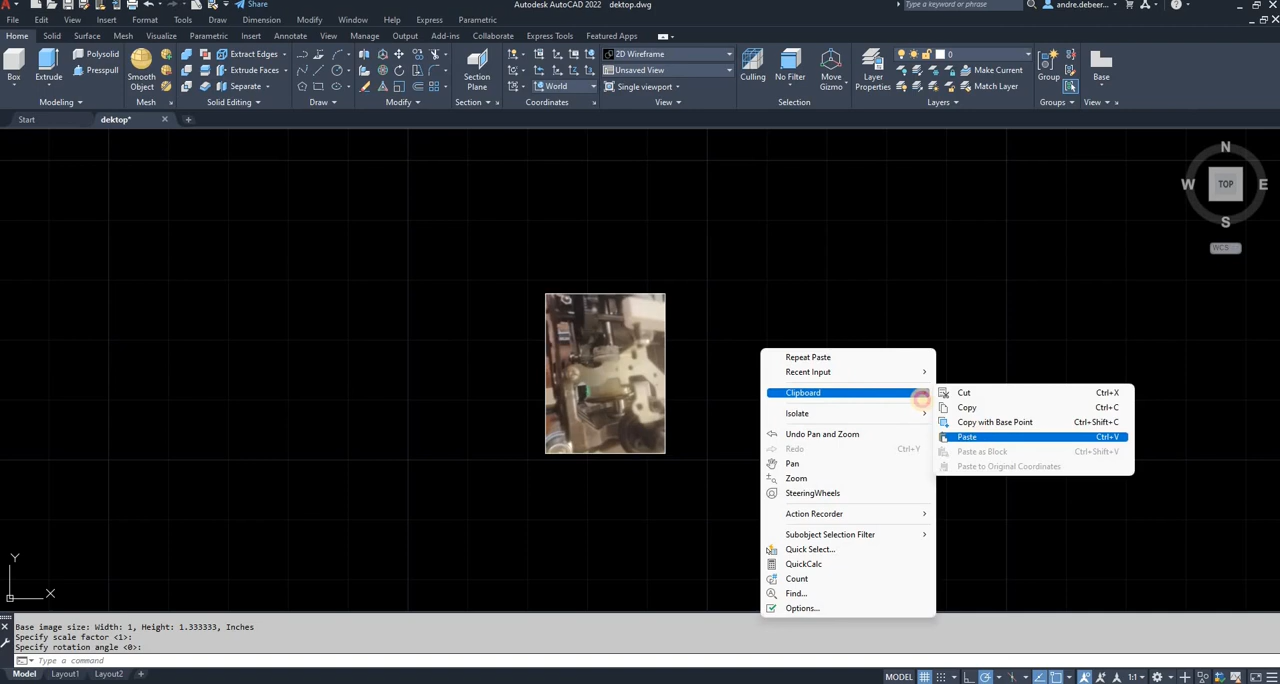 Share
Autodesk AutoCAD 2022 dektop.dwg
Type a keyword or phrase
andre.debeer...
File Edit View Insert Format Tools Draw Dimension Modify Window Help Express Parametric
Home Solid Surface Mesh Visualize Parametric Insert Annotate View Manage Output Add-ins Collaborate Express Tools Featured Apps
Box
Extrude
Polysolid
Presspull
Modeling
Smooth
Object
Mesh
Extract Edges
Extrude Faces
Separate
Solid Editing
Draw
Modify
Section
Plane
Section
World
Coordinates
2D Wireframe
Unsaved View
Single viewport
View
Culling
No Filter
Move
Gizmo
Selection
Layer
Properties
0
Make Current
Match Layer
Layers
Group
Groups
Base
View
Start
dektop*
N
W
TOP
E
S
WCS
Repeat Paste
Recent Input
Clipboard
Isolate
Undo Pan and Zoom
Redo Ctrl+Y
Pan
Zoom
SteeringWheels
Action Recorder
Subobject Selection Filter
Quick Select...
QuickCalc
Count
Find...
Options...
Cut Ctrl+X
Copy Ctrl+C
Copy with Base Point Ctrl+Shift+C
Paste Ctrl+V
Paste as Block Ctrl+Shift+V
Paste to Original Coordinates
Y
X
Base image size: Width: 1, Height: 1.333333, Inches
Specify scale factor <1>:
Specify rotation angle <0>:
Type a command
Model Layout1 Layout2
MODEL
1:1